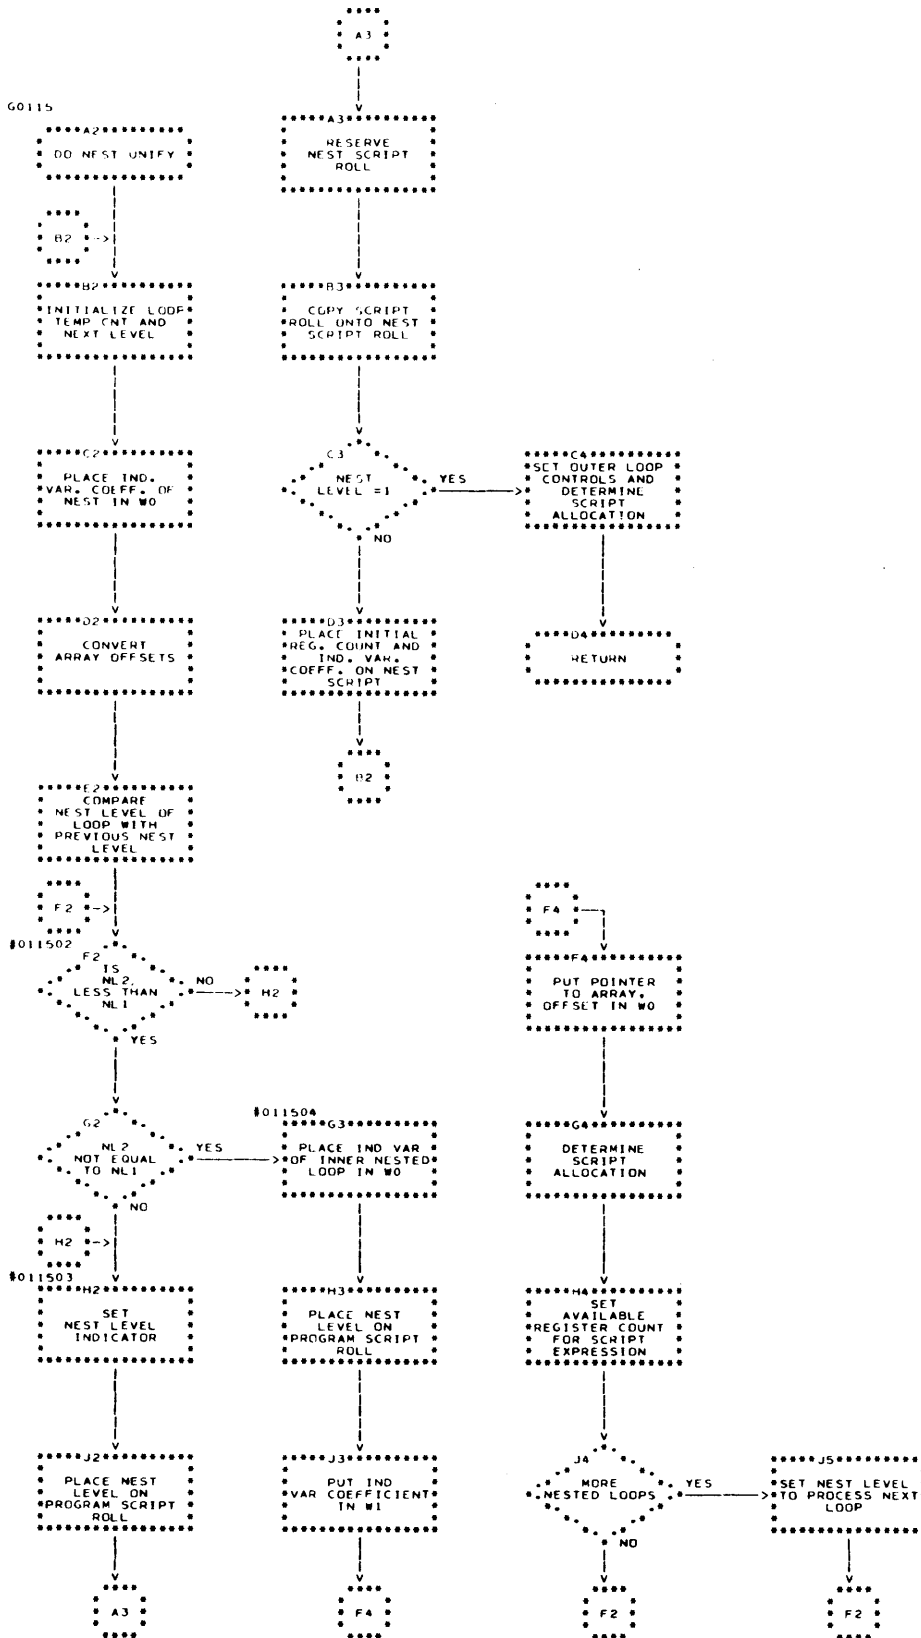 A3
G0115
A2
DO NEST UNIFY
A3
RESERVE
NEST SCRIPT
ROLL
B2
B2
INITIALIZE LOOP
TEMP CNT AND
NEXT LEVEL
B3
COPY SCRIPT
ROLL ONTO NEST
SCRIPT ROLL
C2
PLACE IND.
VAR. COEFF. OF
NEST IN W0
C3
NEST
LEVEL =1
YES
NO
C4
SET OUTER LOOP
CONTROLS AND
DETERMINE
SCRIPT
ALLOCATION
D2
CONVERT
ARRAY OFFSETS
D3
PLACE INITIAL
REG. COUNT AND
IND. VAR.
COEFF. ON NEST
SCRIPT
D4
RETURN
B2
E2
COMPARE
NEST LEVEL OF
LOOP WITH
PREVIOUS NEST
LEVEL
F2
#011502
F2
IS
NL2,
LESS THAN
NL1
NO
H2
YES
F4
F4
PUT POINTER
TO ARRAY,
OFFSET IN W0
G2
NL2
NOT EQUAL
TO NL1
YES
NO
#011504
G3
PLACE IND VAR
OF INNER NESTED
LOOP IN W0
G4
DETERMINE
SCRIPT
ALLOCATION
H2
#011503
H2
SET
NEST LEVEL
INDICATOR
H3
PLACE NEST
LEVEL ON
PROGRAM SCRIPT
ROLL
H4
SET
AVAILABLE
REGISTER COUNT
FOR SCRIPT
EXPRESSION
J2
PLACE NEST
LEVEL ON
PROGRAM SCRIPT
ROLL
J3
PUT IND
VAR COEFFICIENT
IN W1
J4
MORE
NESTED LOOPS
YES
NO
J5
SET NEST LEVEL
TO PROCESS NEXT
LOOP
A3
F4
F2
F2